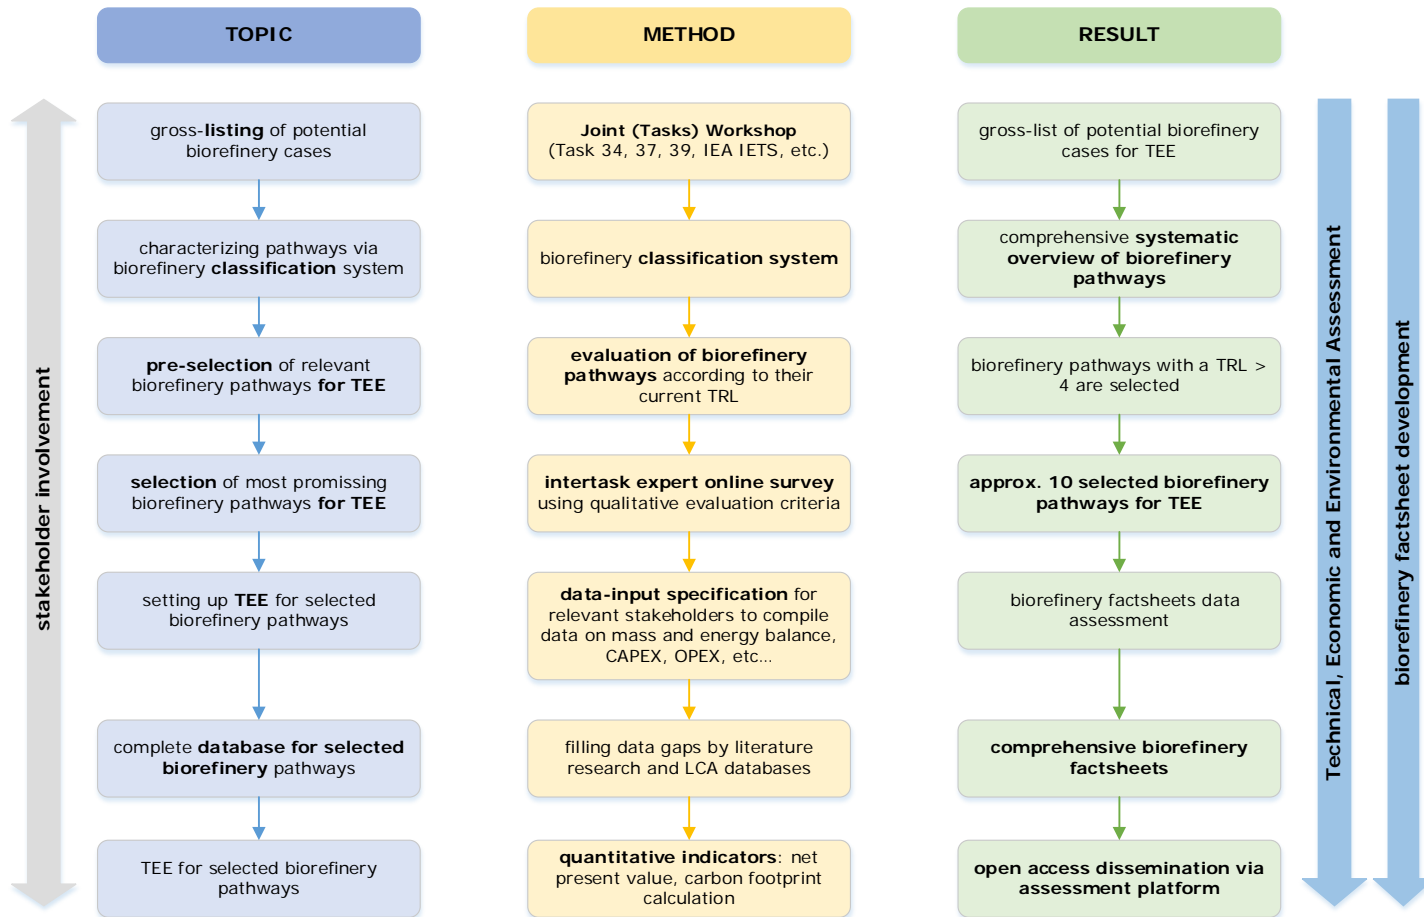 TOPIC
METHOD
RESULT
gross-listing of potential
biorefinery cases
Joint (Tasks) Workshop
(Task 34, 37, 39, IEA IETS, etc.)
gross-list of potential biorefinery
cases for TEE
characterizing pathways via
biorefinery classification system
biorefinery classification system
comprehensive systematic
overview of biorefinery
pathways
pre-selection of relevant
biorefinery pathways for TEE
evaluation of biorefinery
pathways according to their
current TRL
biorefinery pathways with a TRL >
4 are selected
selection of most promissing
biorefinery pathways for TEE
intertask expert online survey
using qualitative evaluation criteria
approx. 10 selected biorefinery
pathways for TEE
setting up TEE for selected
biorefinery pathways
data-input specification for
relevant stakeholders to compile
data on mass and energy balance,
CAPEX, OPEX, etc...
biorefinery factsheets data
assessment
complete database for selected
biorefinery pathways
filling data gaps by literature
research and LCA databases
comprehensive biorefinery
factsheets
TEE for selected biorefinery
pathways
quantitative indicators: net
present value, carbon footprint
calculation
open access dissemination via
assessment platform
stakeholder involvement
Technical, Economic and Environmental Assessment
biorefinery factsheet development